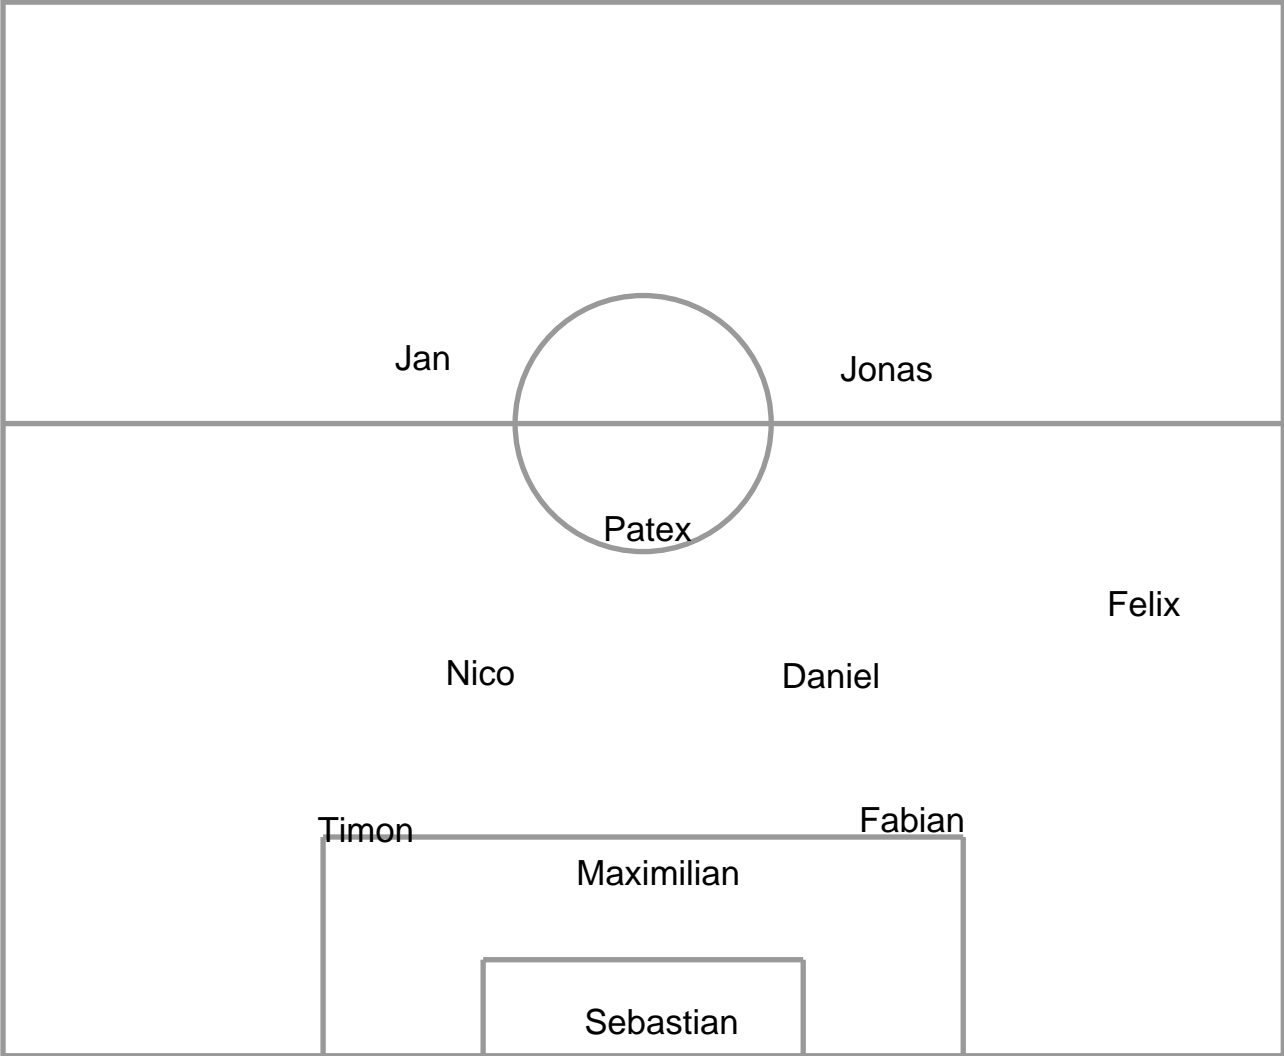 Jan
Jonas
Patex
Felix
Nico
Daniel
Timon
Fabian
Maximilian
Sebastian